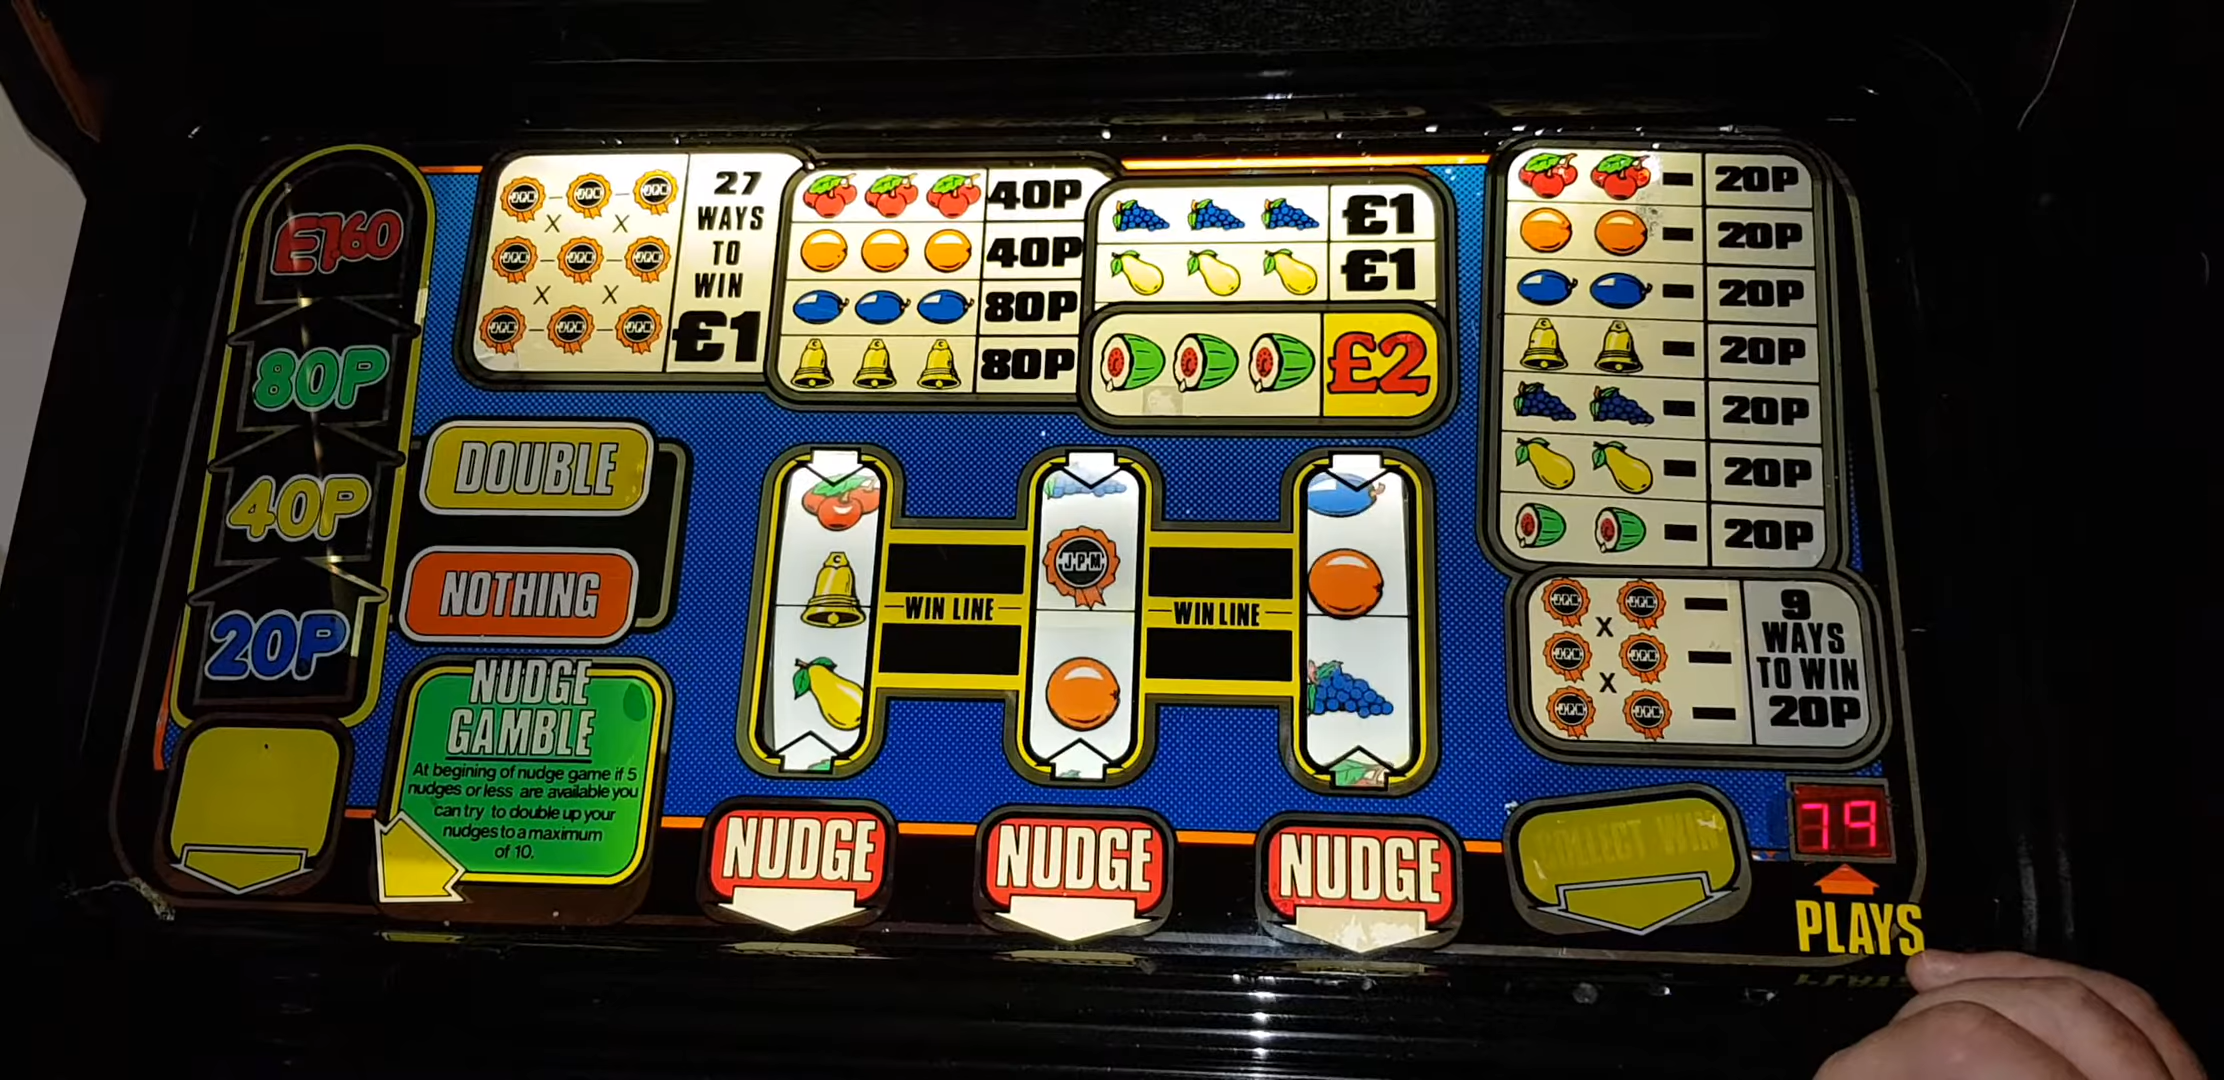 £1.60
80P
40P
20P
DOUBLE
NOTHING
NUDGE
GAMBLE
At begining of nudge game if 5
nudges or less are available you
can try to double up your
nudges to a maximum
of 10.
27
WAYS
TO
WIN
£1
40P
40P
80P
80P
£1
£1
£2
20P
20P
20P
20P
20P
20P
20P
9
WAYS
TO WIN
20P
J·P·M
WIN LINE
WIN LINE
NUDGE
NUDGE
NUDGE
COLLECT WIN
79
PLAYS